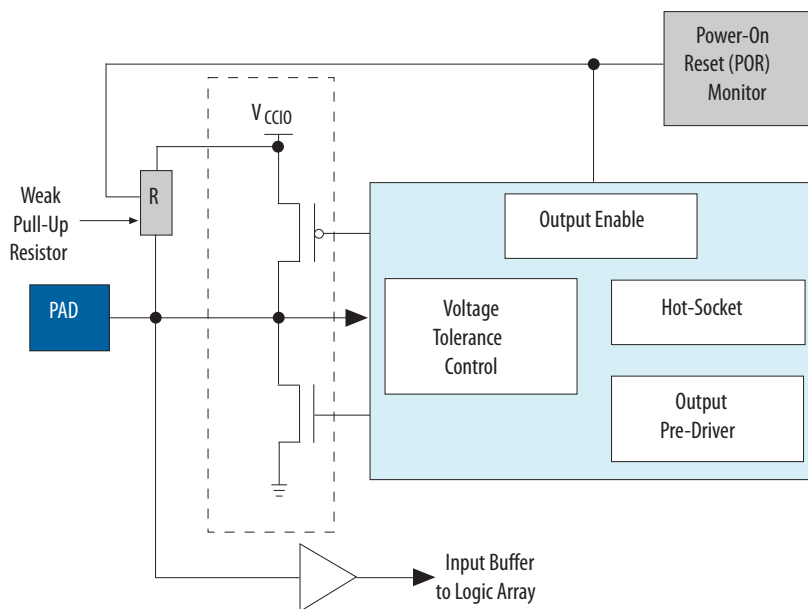 Power-On
Reset (POR)
Monitor
V CCIO
R
Weak
Pull-Up
Resistor
Output Enable
PAD
Voltage
Tolerance
Control
Hot-Socket
Output
Pre-Driver
Input Buffer
to Logic Array